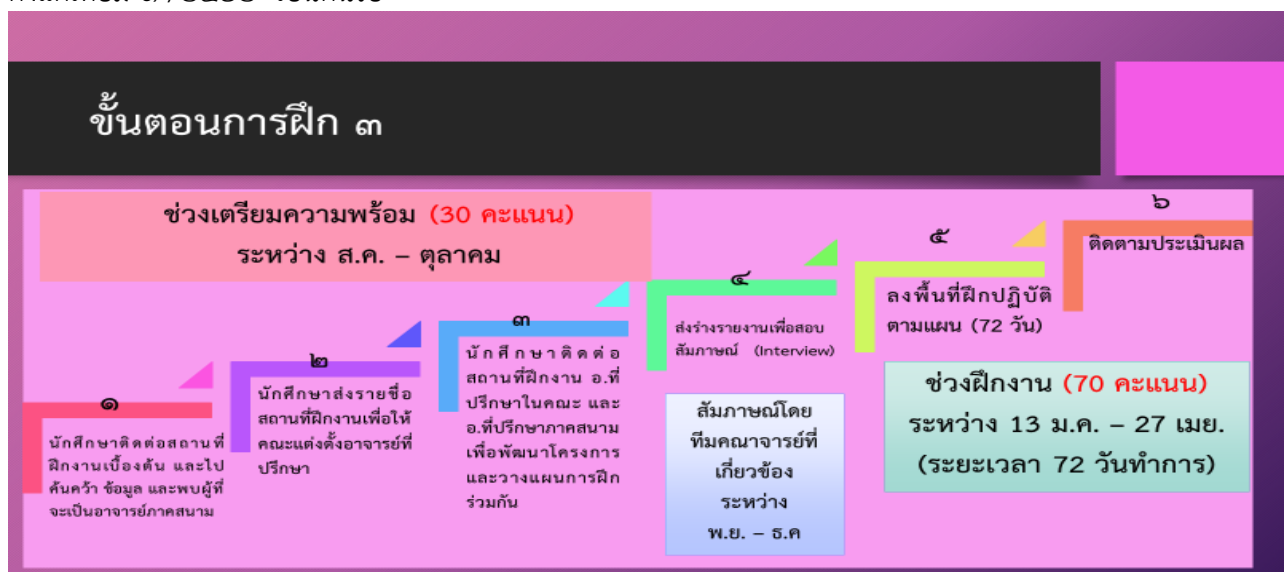 ขั้นตอนการฝึก ๓
ช่วงเตรียมความพร้อม (30 คะแนน)
ระหว่าง ส.ค. – ตุลาคม
๑
นักศึกษาติดต่อสถานที่
ฝึกงานเบื้องต้น และไป
ค้นคว้า ข้อมูล และพบผู้ที่
จะเป็นอาจารย์ภาคสนาม
๒
นักศึกษาส่งรายชื่อ
สถานที่ฝึกงานเพื่อให้
คณะแต่งตั้งอาจารย์ที่
ปรึกษา
๓
นักศึกษาติดต่อ
สถานที่ฝึกงาน อ.ที่
ปรึกษาในคณะ และ
อ.ที่ปรึกษาภาคสนาม
เพื่อพัฒนาโครงการ
และวางแผนการฝึก
ร่วมกัน
๔
ส่งร่างรายงานเพื่อสอบ
สัมภาษณ์ (Interview)
สัมภาษณ์โดย
ทีมคณาจารย์ที่
เกี่ยวข้อง
ระหว่าง
พ.ย. – ธ.ค
๕
ลงพื้นที่ฝึกปฏิบัติ
ตามแผน (72 วัน)
ช่วงฝึกงาน (70 คะแนน)
ระหว่าง 13 ม.ค. – 27 เมย.
(ระยะเวลา 72 วันทำการ)
๖
ติดตามประเมินผล